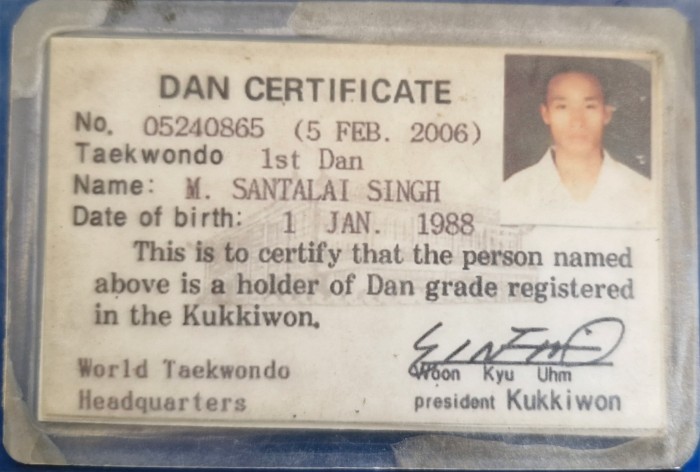 DAN CERTIFICATE
No. 05240865 (5 FEB. 2006)
Taekwondo 1st Dan
Name: M. SANTALAI SINGH
Date of birth: 1 JAN. 1988
This is to certify that the person named
above is a holder of Dan grade registered
in the Kukkiwon.
World Taekwondo
Headquarters
Woon Kyu Uhm
president Kukkiwon